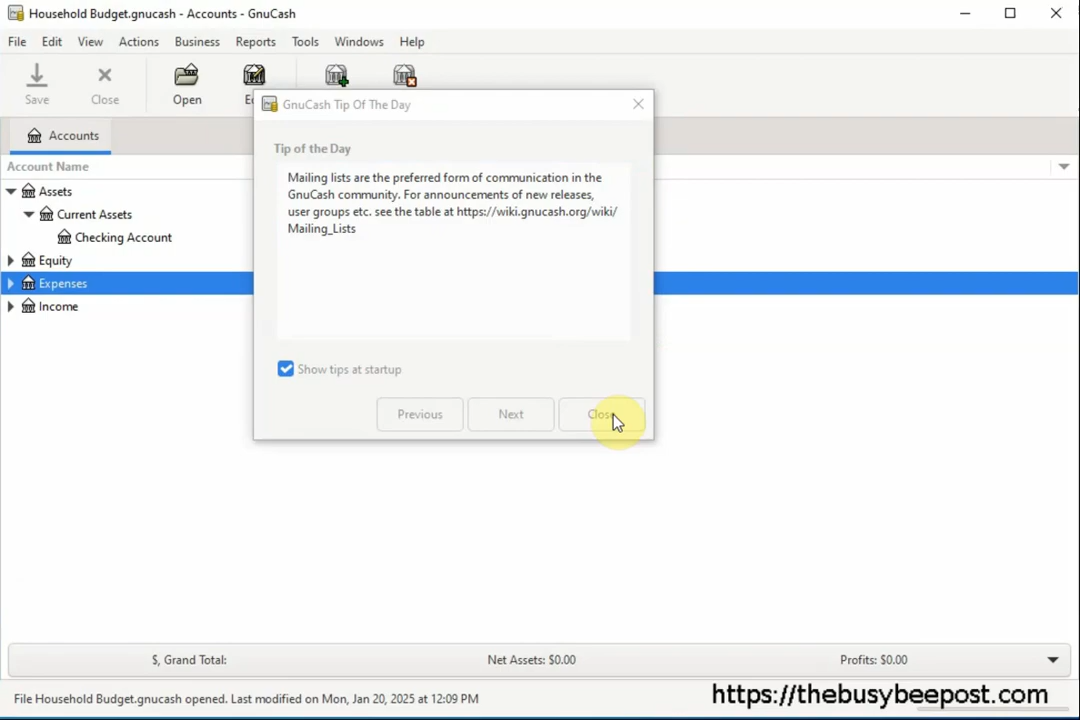 Household Budget.gnucash - Accounts - GnuCash
File Edit View Actions Business Reports Tools Windows Help
Save Close Open
GnuCash Tip Of The Day
Accounts
Tip of the Day
Account Name
Mailing lists are the preferred form of communication in the
GnuCash community. For announcements of new releases,
user groups etc. see the table at https://wiki.gnucash.org/wiki/
Mailing_Lists
Assets
Current Assets
Checking Account
Equity
Expenses
Income
Show tips at startup
Previous Next Close
$, Grand Total: Net Assets: $0.00 Profits: $0.00
File Household Budget.gnucash opened. Last modified on Mon, Jan 20, 2025 at 12:09 PM
https://thebusybeepost.com